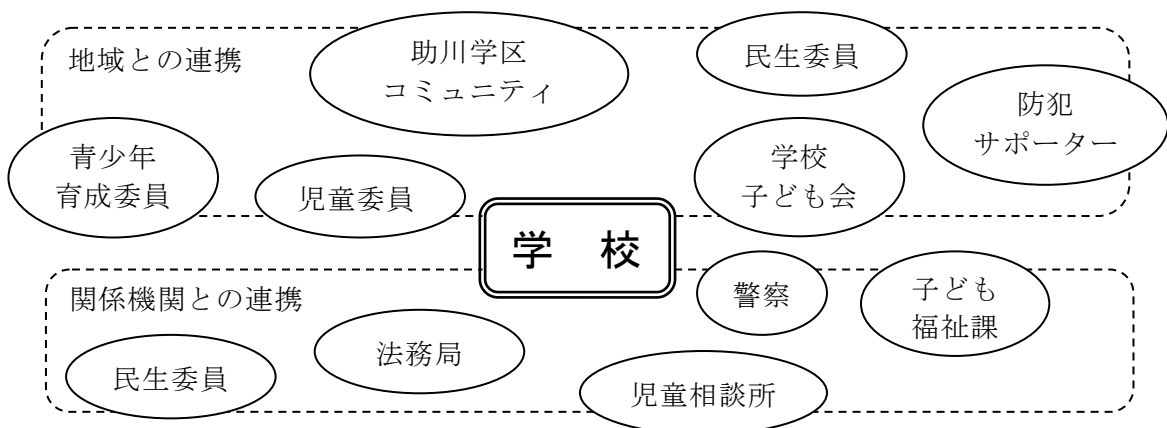 地域との連携
助川学区
コミュニティ
民生委員
防犯
サポーター
青少年
育成委員
児童委員
学校
子ども会
学 校
関係機関との連携
警察
子ども
福祉課
法務局
民生委員
児童相談所